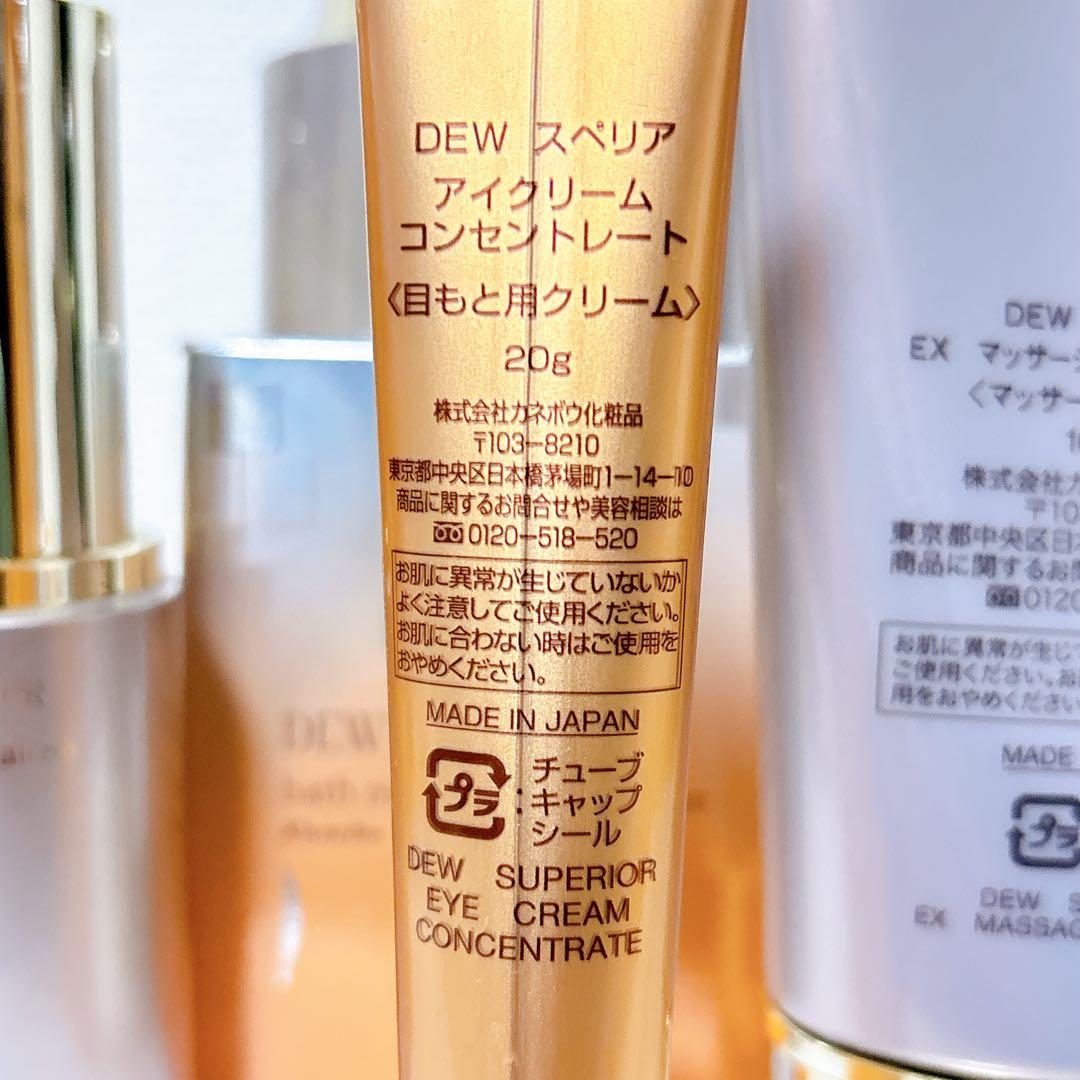 DEW スペリア
アイクリーム
コンセントレート
〈目もと用クリーム〉
20g
株式会社カネボウ化粧品
〒103-8210
東京都中央区日本橋茅場町1-14-10
商品に関するお問合せや美容相談は
0120-518-520
お肌に異常が生じていないか
よく注意してご使用ください。
お肌に合わない時はご使用を
おやめください。
MADE IN JAPAN
プラ
:
チューブ
キャップ
シール
DEW SUPERIOR
EYE CREAM
CONCENTRATE
DEW
EX マッサージ
〈マッサー
株式会社カ
〒10
東京都中央区日本
商品に関するお問
0120
お肌に異常が生じて
ご使用ください。お
用をおやめください
MADE
プラ
DEW S
EX MASSAG
DEW
bath